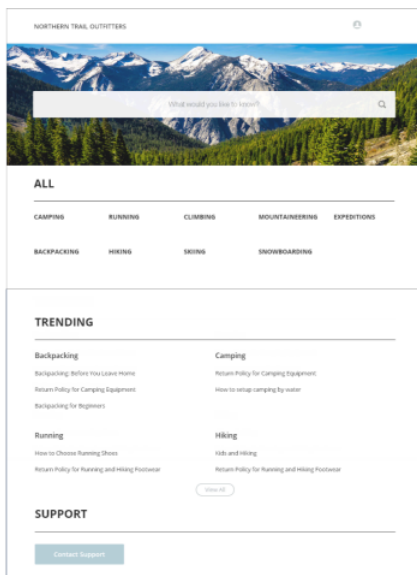 NORTHERN TRAIL OUTFITTERS
What would you like to know?
ALL
CAMPING RUNNING CLIMBING MOUNTAINEERING EXPEDITIONS
BACKPACKING HIKING SKIING SNOWBOARDING
TRENDING
Backpacking Camping
Backpacking: Before You Leave Home Return Policy for Camping Equipment
Return Policy for Camping Equipment How to setup camping by water
Backpacking for Beginners
Running Hiking
How to Choose Running Shoes Kids and Hiking
Return Policy for Running and Hiking Footwear Return Policy for Running and Hiking Footwear
View All
SUPPORT
Contact Support